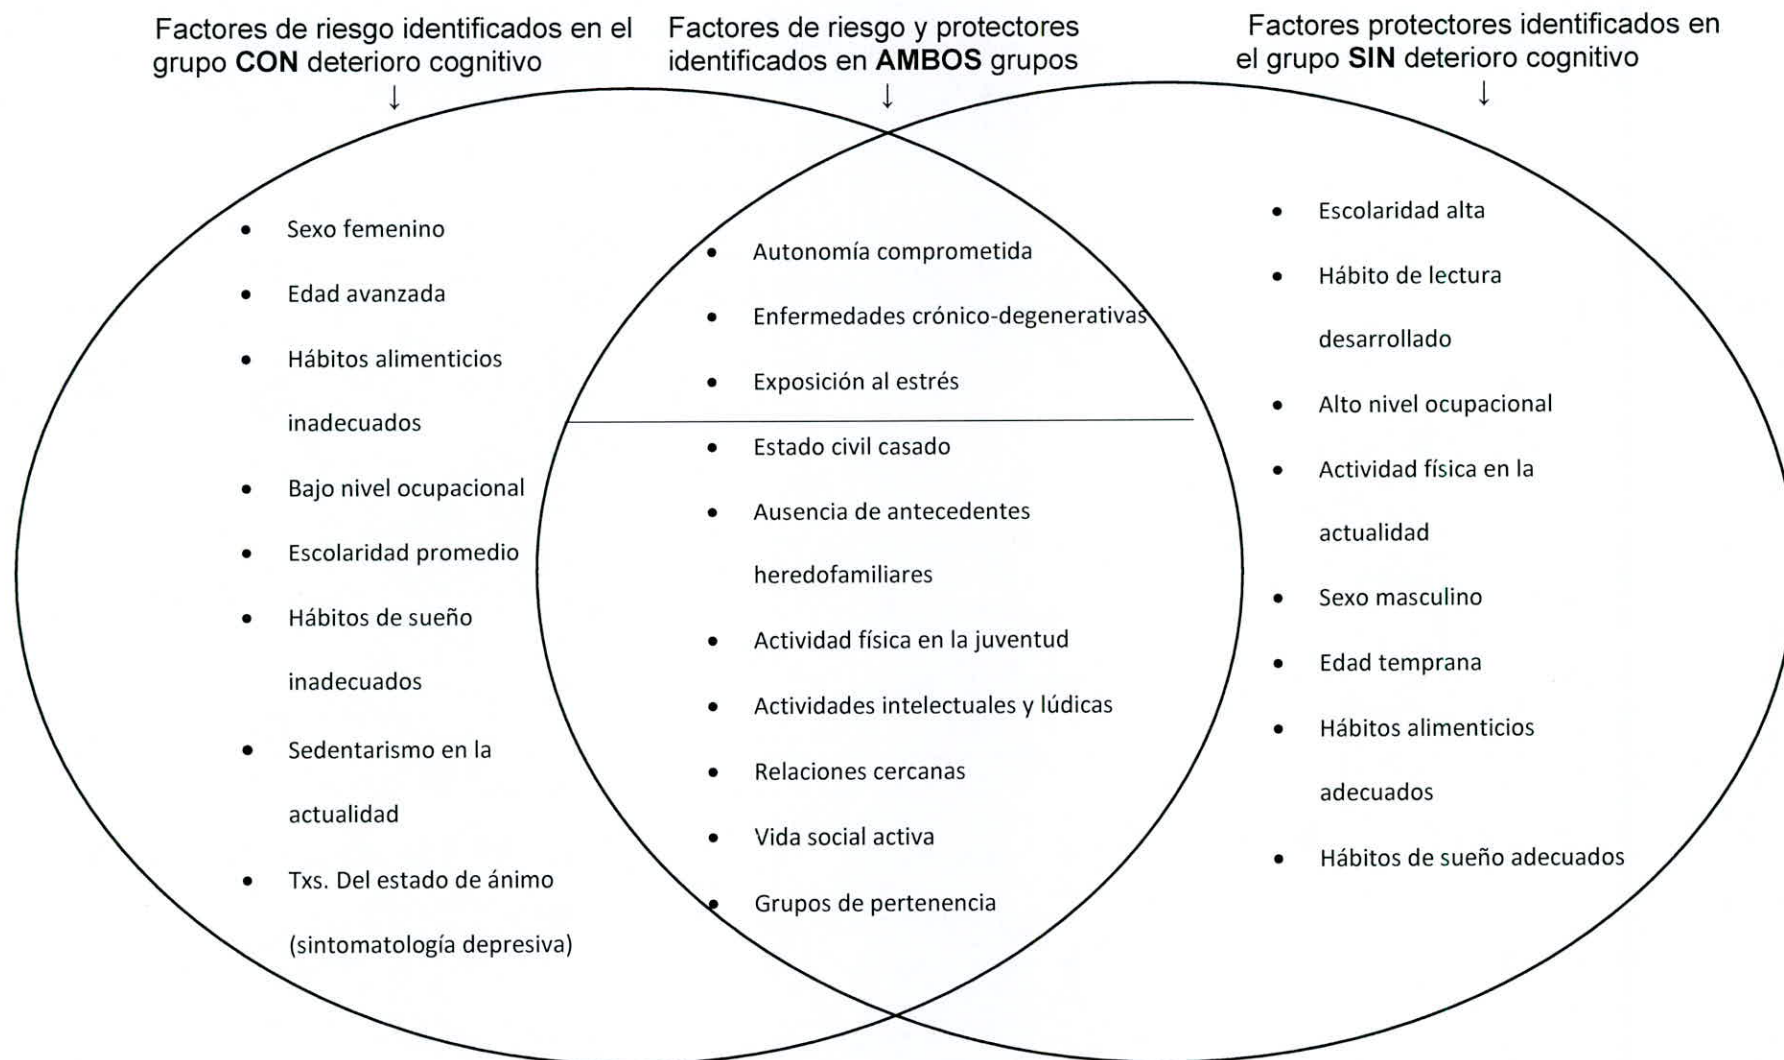 Factores de riesgo identificados en el
grupo CON deterioro cognitivo
↓
Factores de riesgo y protectores
identificados en AMBOS grupos
↓
Factores protectores identificados en
el grupo SIN deterioro cognitivo
↓
• Sexo femenino
• Edad avanzada
• Hábitos alimenticios
inadecuados
• Bajo nivel ocupacional
• Escolaridad promedio
• Hábitos de sueño
inadecuados
• Sedentarismo en la
actualidad
• Txs. Del estado de ánimo
(sintomatología depresiva)
• Autonomía comprometida
• Enfermedades crónico-degenerativas
• Exposición al estrés
• Estado civil casado
• Ausencia de antecedentes
heredofamiliares
• Actividad física en la juventud
• Actividades intelectuales y lúdicas
• Relaciones cercanas
• Vida social activa
• Grupos de pertenencia
• Escolaridad alta
• Hábito de lectura
desarrollado
• Alto nivel ocupacional
• Actividad física en la
actualidad
• Sexo masculino
• Edad temprana
• Hábitos alimenticios
adecuados
• Hábitos de sueño adecuados